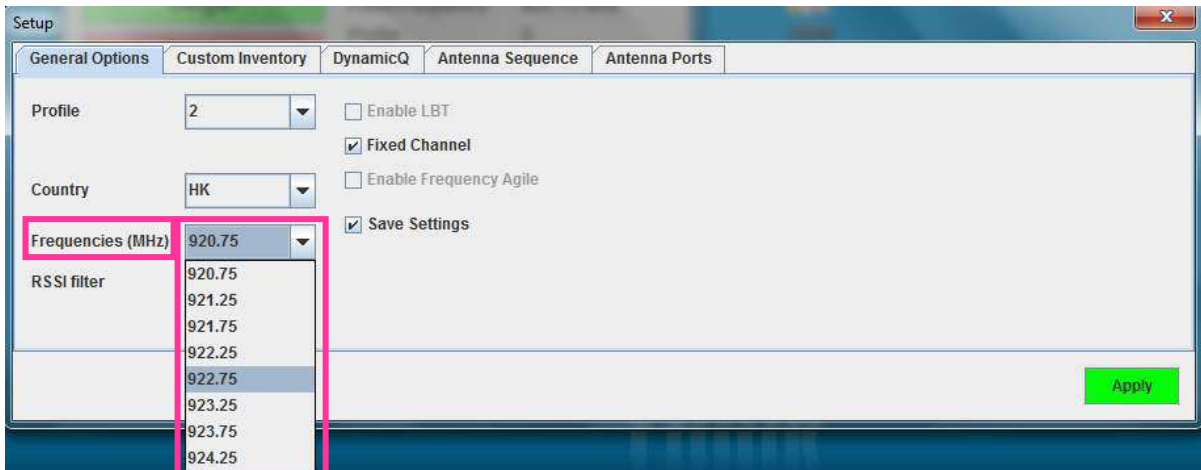 Setup
General Options Custom Inventory DynamicQ Antenna Sequence Antenna Ports
Profile 2 Enable LBT
Fixed Channel
Country HK Enable Frequency Agile
Frequencies (MHz) 920.75 Save Settings
RSSI filter 920.75
921.25
921.75
922.25
922.75
Apply
923.25
923.75
924.25